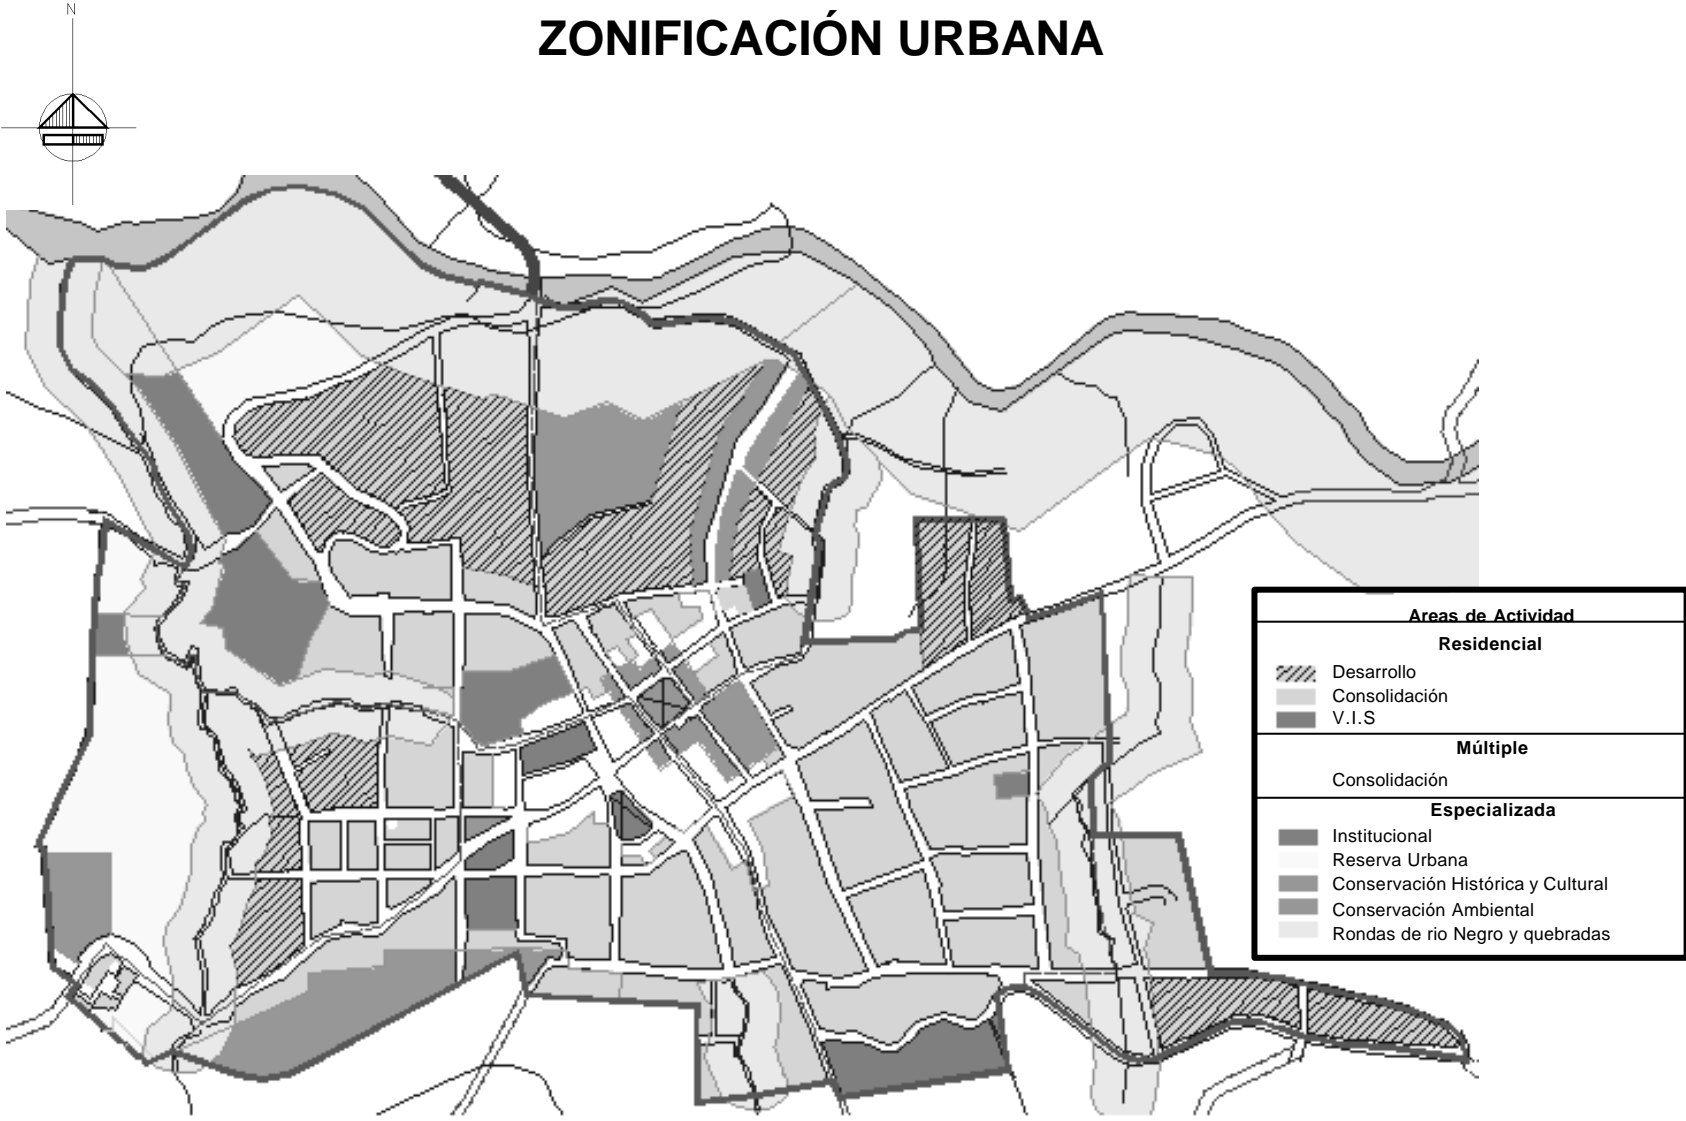 N
ZONIFICACIÓN URBANA
Areas de Actividad
Residencial
Desarrollo
Consolidación
V.I.S
Múltiple
Consolidación
Especializada
Institucional
Reserva Urbana
Conservación Histórica y Cultural
Conservación Ambiental
Rondas de rio Negro y quebradas